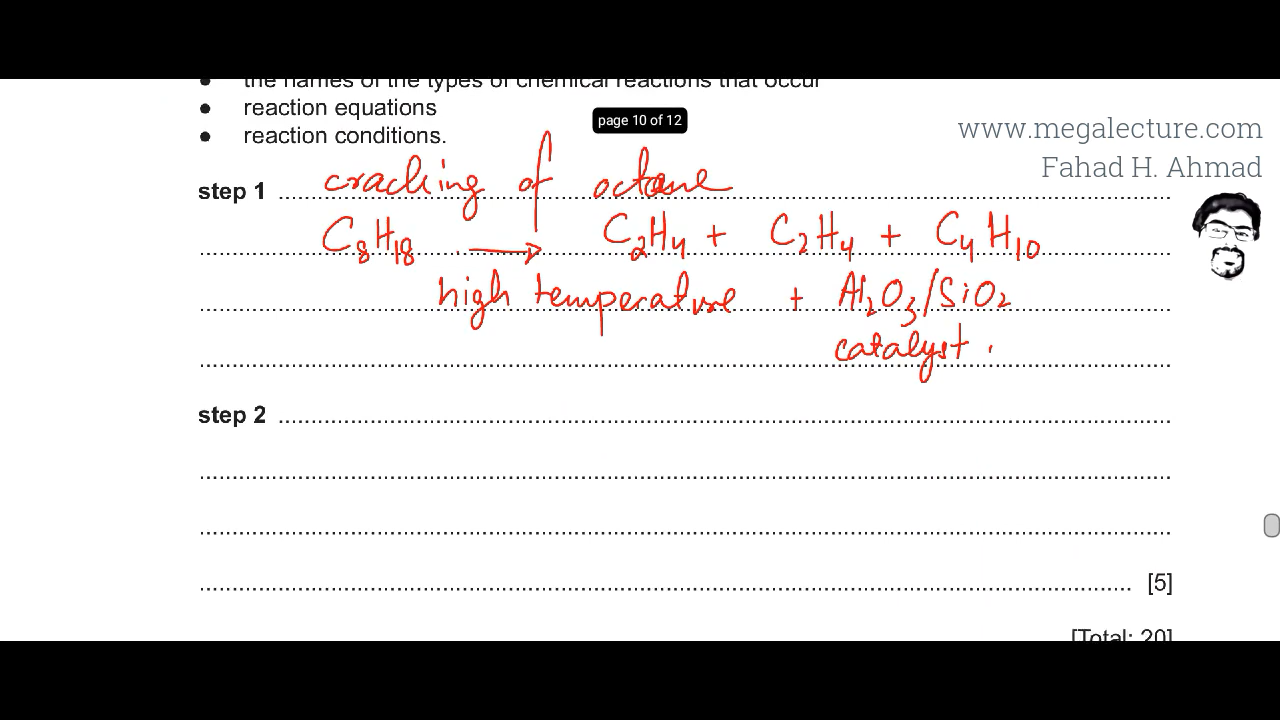 the names of the types of chemical reactions that occur
● reaction equations
page 10 of 12
● reaction conditions.
www.megalecture.com
Fahad H. Ahmad
step 1 cracking of octane
C₈H₁₈ → C₂H₄ + C₂H₄ + C₄H₁₀
high temperature + Al₂O₃/SiO₂
catalyst.
step 2
[5]
[Total: 20]